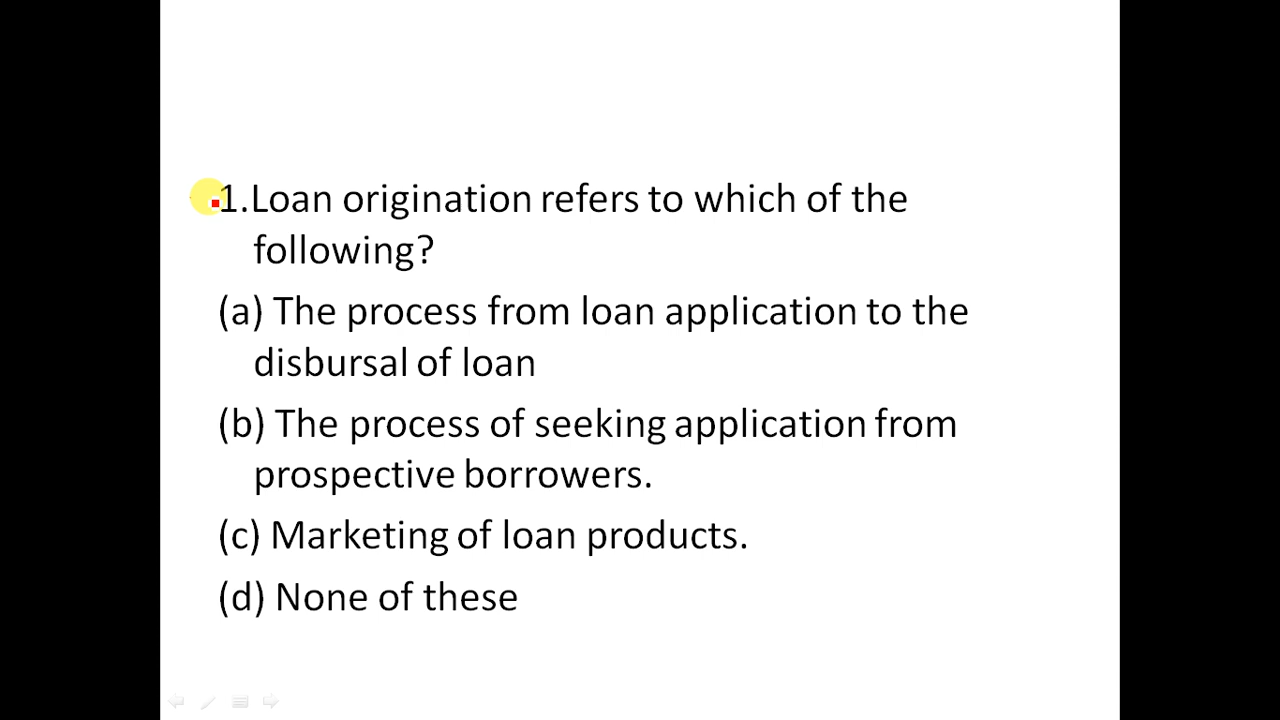 1.Loan origination refers to which of the
following?
(a) The process from loan application to the
disbursal of loan
(b) The process of seeking application from
prospective borrowers.
(c) Marketing of loan products.
(d) None of these